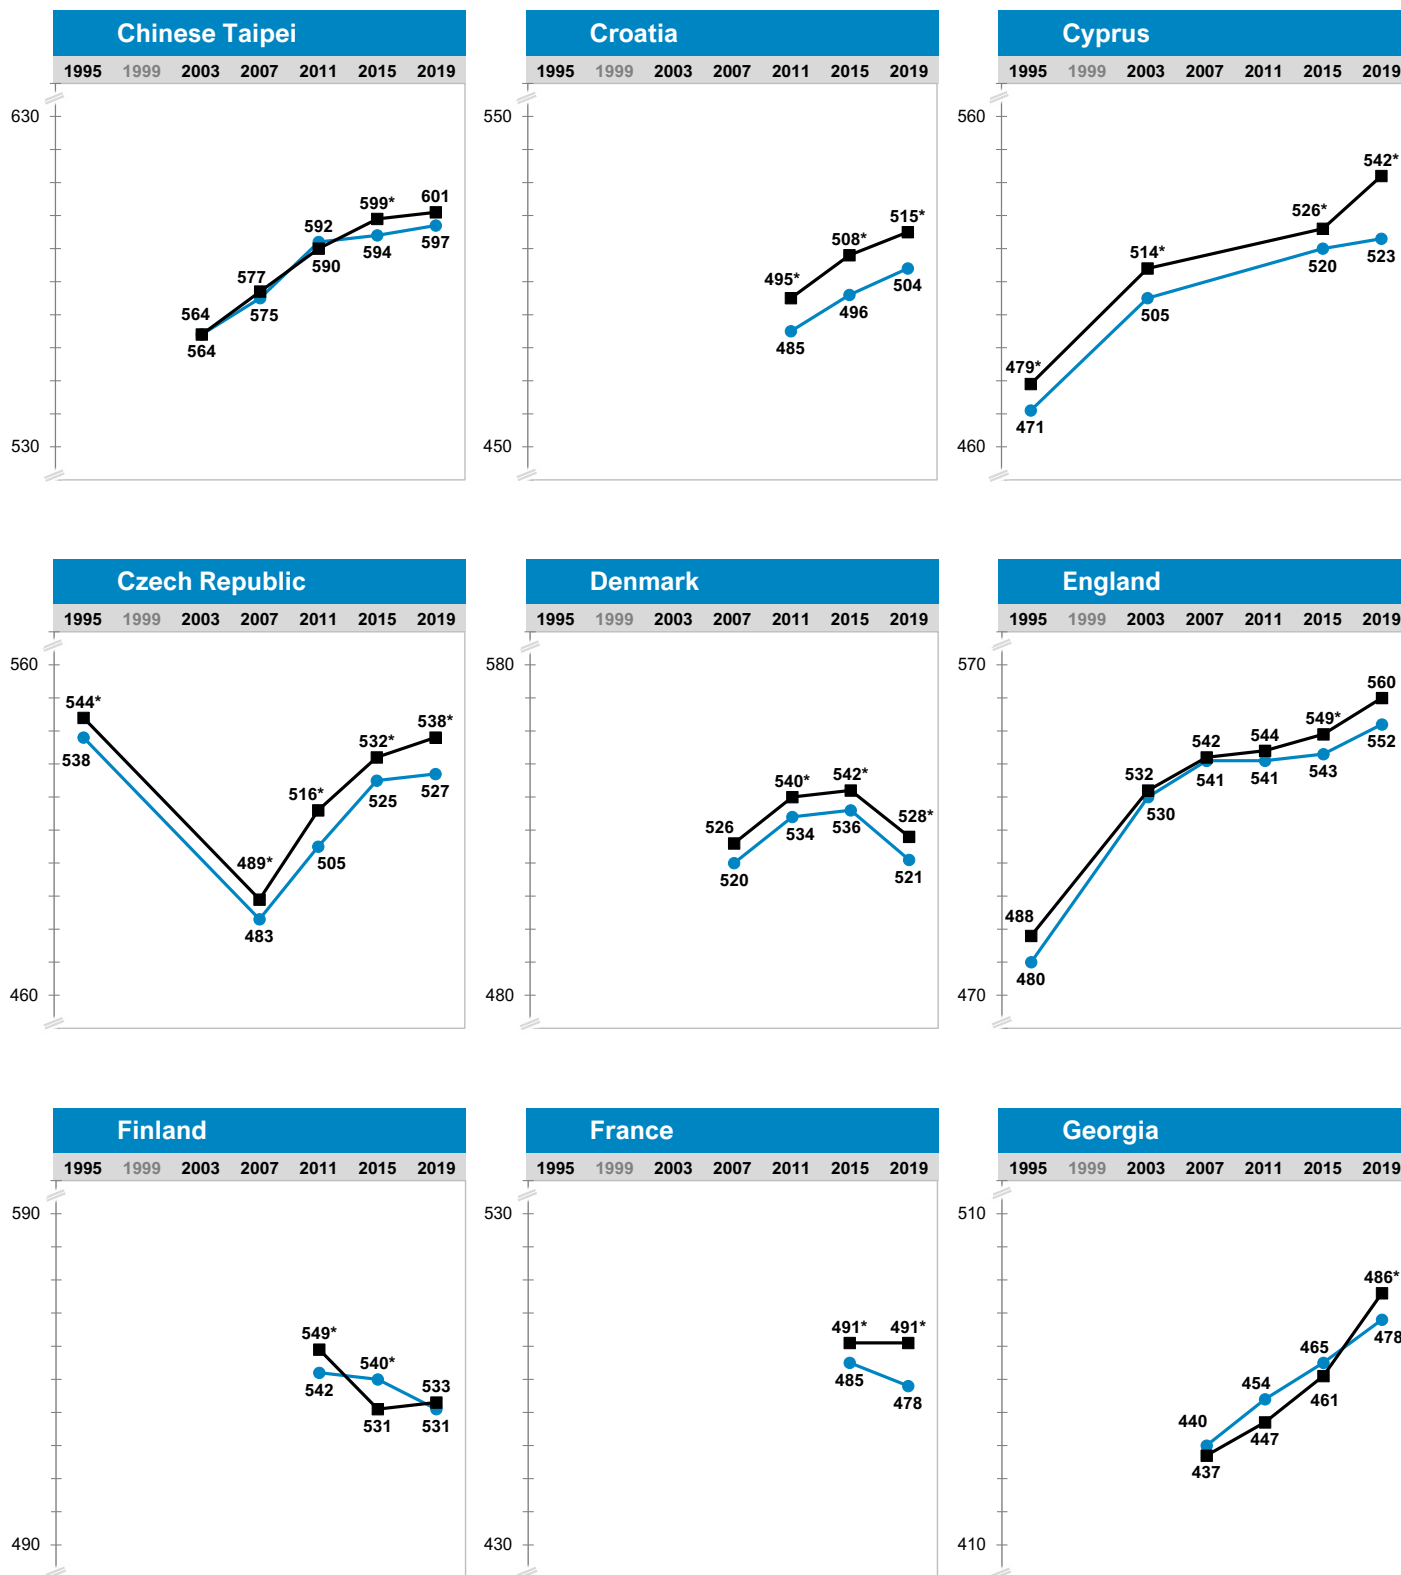 Chinese Taipei Croatia Cyprus
1995 1999 2003 2007 2011 2015 2019 1995 1999 2003 2007 2011 2015 2019 1995 1999 2003 2007 2011 2015 2019
630 550 560
542*
599* 601
592 515* 526*
508*
577 597 514* 523
594
590 495* 520
564 575 504 505
496
564 485
479*
471
530 450 460
Czech Republic Denmark England
1995 1999 2003 2007 2011 2015 2019 1995 1999 2003 2007 2011 2015 2019 1995 1999 2003 2007 2011 2015 2019
560 580 570
560
544* 538* 549*
532* 542 544 552
538 540* 542* 532 541 541 543
516* 525 527 526 534 536 528* 530
489* 505 520 521
483 488
480
460 480 470
Finland France Georgia
1995 1999 2003 2007 2011 2015 2019 1995 1999 2003 2007 2011 2015 2019 1995 1999 2003 2007 2011 2015 2019
590 530 510
486*
549* 491* 491* 465 478
540* 485 454
542 533 478 461
531 531 440 447
437
490 430 410